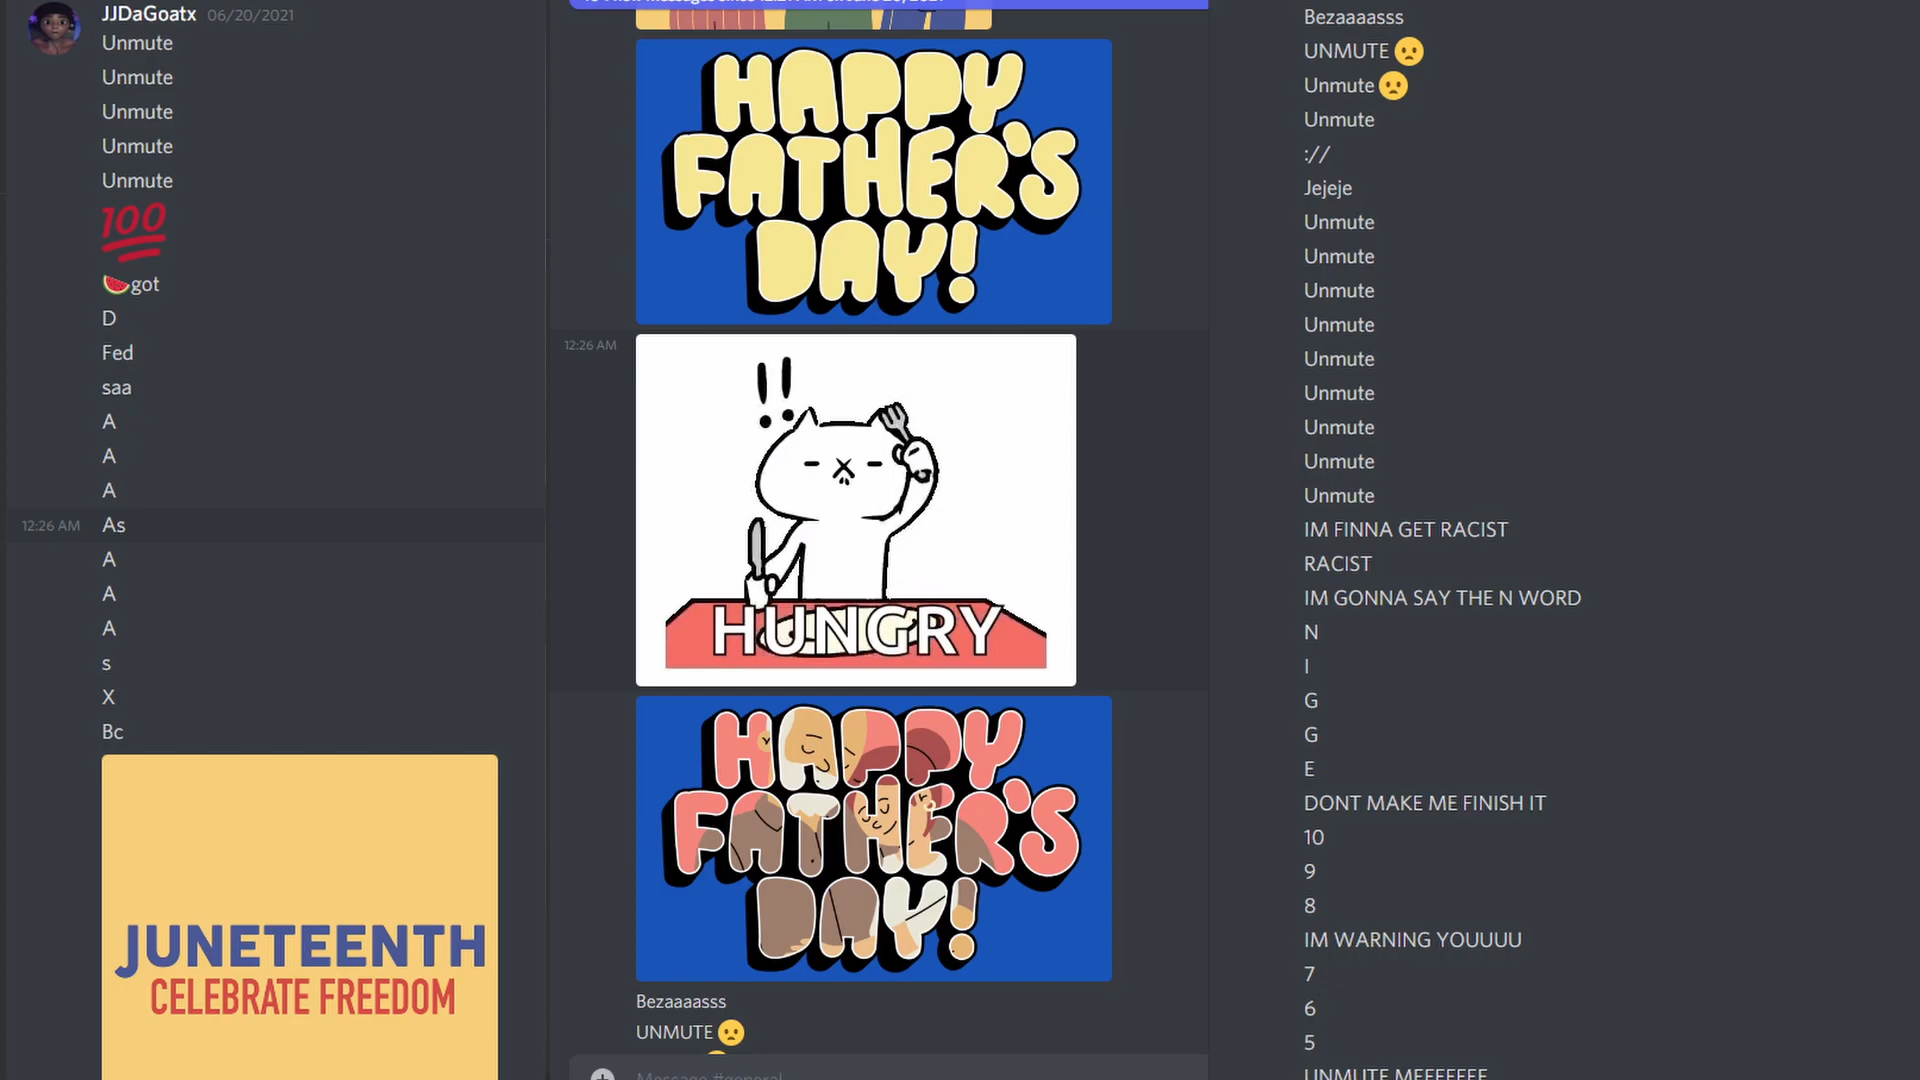 JJDaGoatx 06/20/2021
Unmute
Unmute
Unmute
Unmute
Unmute
100
🍉got
D
Fed
saa
A
A
A
12:26 AM As
A
A
A
s
X
Bc
JUNETEENTH
CELEBRATE FREEDOM
HAPPY
FATHER'S
DAY!
12:26 AM
!!
HUNGRY
HAPPY
FATHER'S
DAY!
Bezaaaasss
UNMUTE 😦
Message #general
Bezaaaasss
UNMUTE 😦
Unmute 😦
Unmute
://
Jejeje
Unmute
Unmute
Unmute
Unmute
Unmute
Unmute
Unmute
Unmute
Unmute
IM FINNA GET RACIST
RACIST
IM GONNA SAY THE N WORD
N
I
G
G
E
DONT MAKE ME FINISH IT
10
9
8
IM WARNING YOUUUU
7
6
5